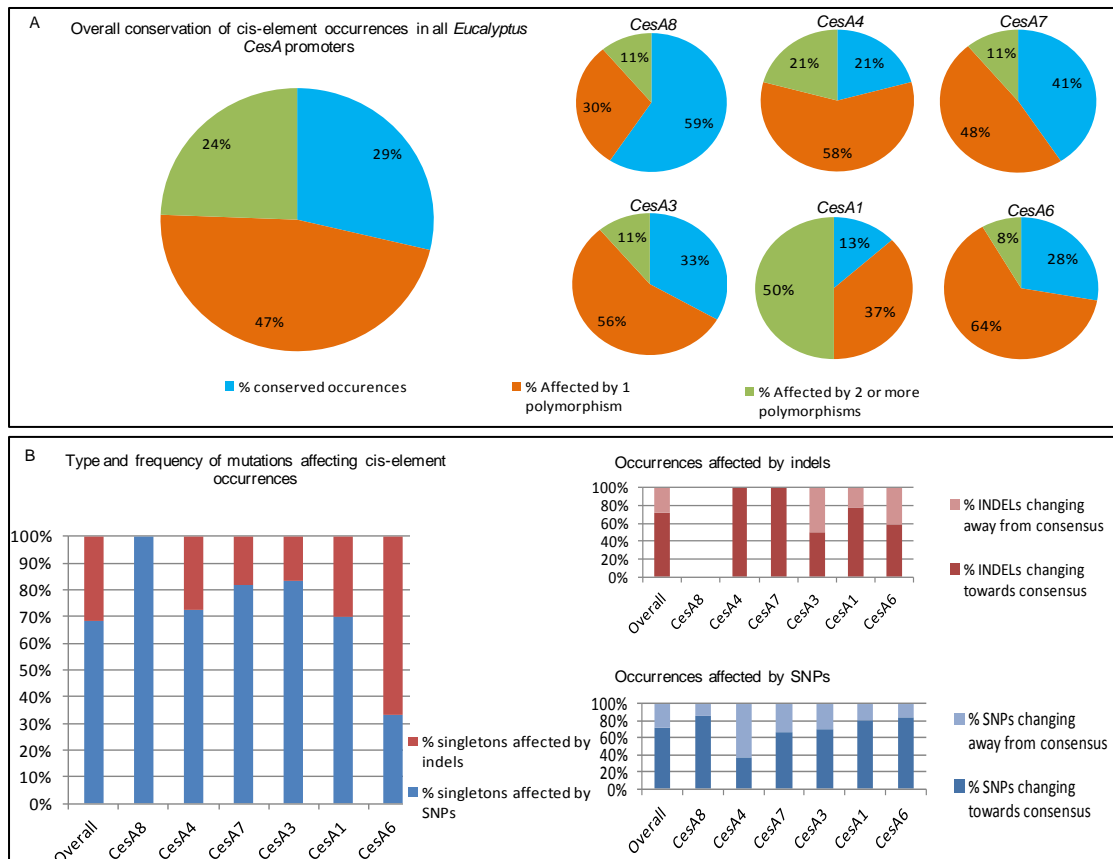 A
Overall conservation of cis-element occurrences in all Eucalyptus
CesA promoters
24%
29%
47%
CesA8
11%
30%
59%
CesA4
21%
21%
58%
CesA7
11%
41%
48%
CesA3
11%
33%
56%
CesA1
13%
50%
37%
CesA6
8%
28%
64%
% conserved occurences
% Affected by 1
polymorphism
% Affected by 2 or more
polymorphisms
B
Type and frequency of mutations affecting cis-element
occurrences
100%
90%
80%
70%
60%
50%
40%
30%
20%
10%
0%
Overall
CesA8
CesA4
CesA7
CesA3
CesA1
CesA6
% singletons affected by
indels
% singletons affected by
SNPs
Occurrences affected by indels
100%
80%
60%
40%
20%
0%
Overall
CesA8
CesA4
CesA7
CesA3
CesA1
CesA6
% INDELs changing
away from consensus
% INDELs changing
towards consensus
Occurrences affected by SNPs
100%
80%
60%
40%
20%
0%
Overall
CesA8
CesA4
CesA7
CesA3
CesA1
CesA6
% SNPs changing
away from consensus
% SNPs changing
towards consensus